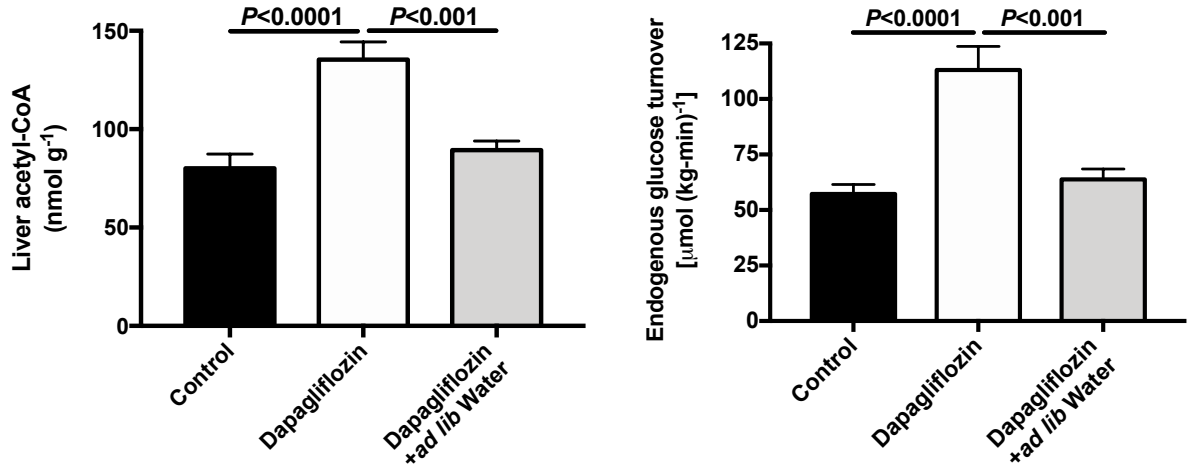 P<0.0001
P<0.001
150
100
50
0
Liver acetyl-CoA
(nmol g-1)
Control
Dapagliflozin
Dapagliflozin
+ad lib Water
P<0.0001
P<0.001
125
100
75
50
25
0
Endogenous glucose turnover
[μmol (kg-min)-1]
Control
Dapagliflozin
Dapagliflozin
+ad lib Water